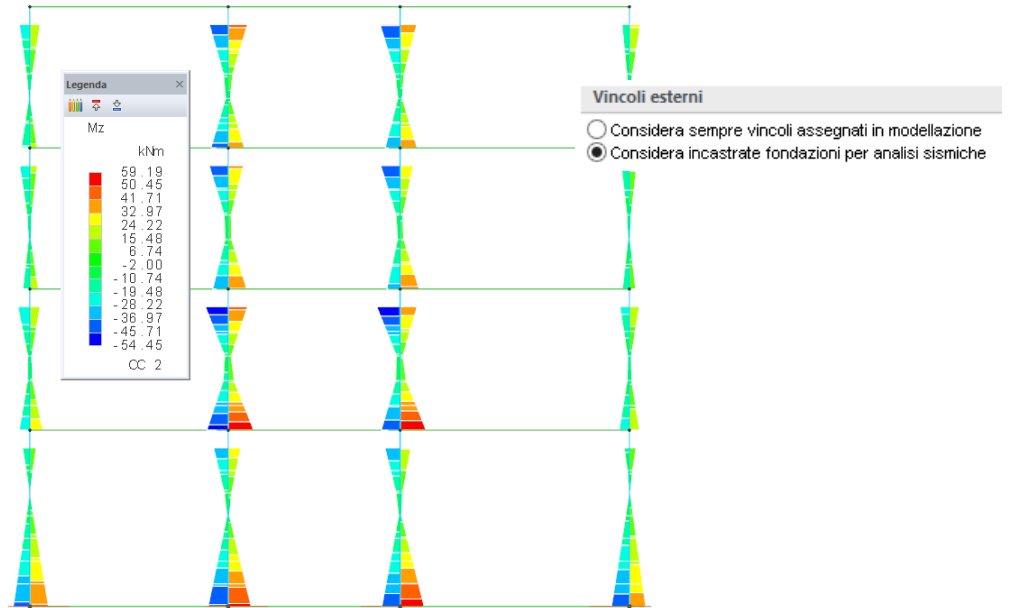 Legenda
Mz
kNm
59.19
50.45
41.71
32.97
24.22
15.48
6.74
-2.00
-10.74
-19.48
-28.22
-36.97
-45.71
-54.45
CC 2
Vincoli esterni
Considera sempre vincoli assegnati in modellazione
Considera incastrate fondazioni per analisi sismiche